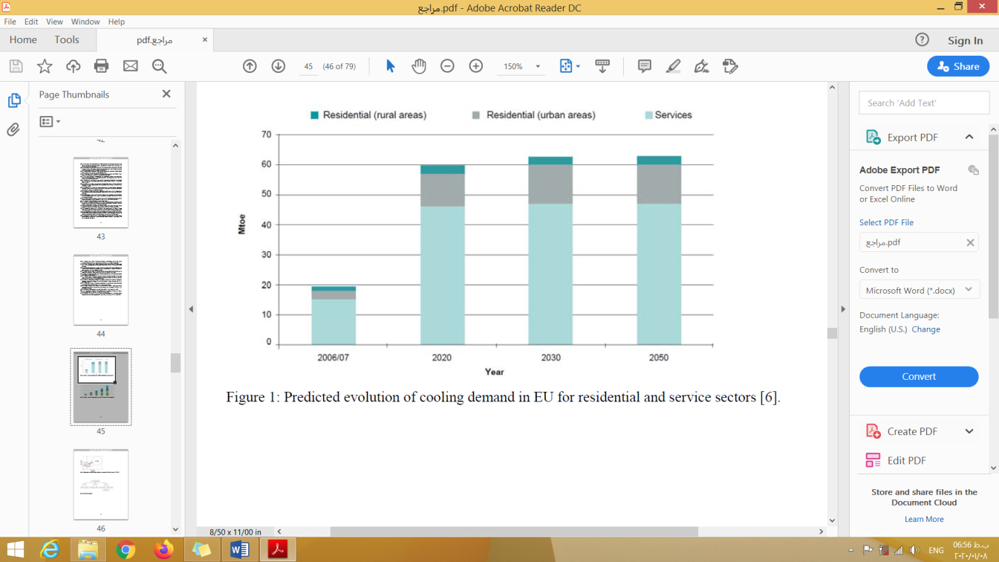 مراجع.pdf - Adobe Acrobat Reader DC
File Edit View Window Help
Home Tools مراجع.pdf × Sign In
45 (46 of 79) 150% Share
Page Thumbnails
42
43
44
45
46
Residential (rural areas) Residential (urban areas) Services
70
60
50
40
30
20
10
0
Mtoe
2006/07 2020 2030 2050
Year
Figure 1: Predicted evolution of cooling demand in EU for residential and service sectors [6].
8/50 x 11/00 in
Search 'Add Text'
Export PDF
Adobe Export PDF
Convert PDF Files to Word
or Excel Online
Select PDF File
مراجع.pdf
Convert to
Microsoft Word (*.docx)
Document Language:
English (U.S.) Change
Convert
Create PDF
Edit PDF
Store and share files in the
Document Cloud
Learn More
ENG
06:56 ب.ظ
٢٠٢٠/٠١/٠٨